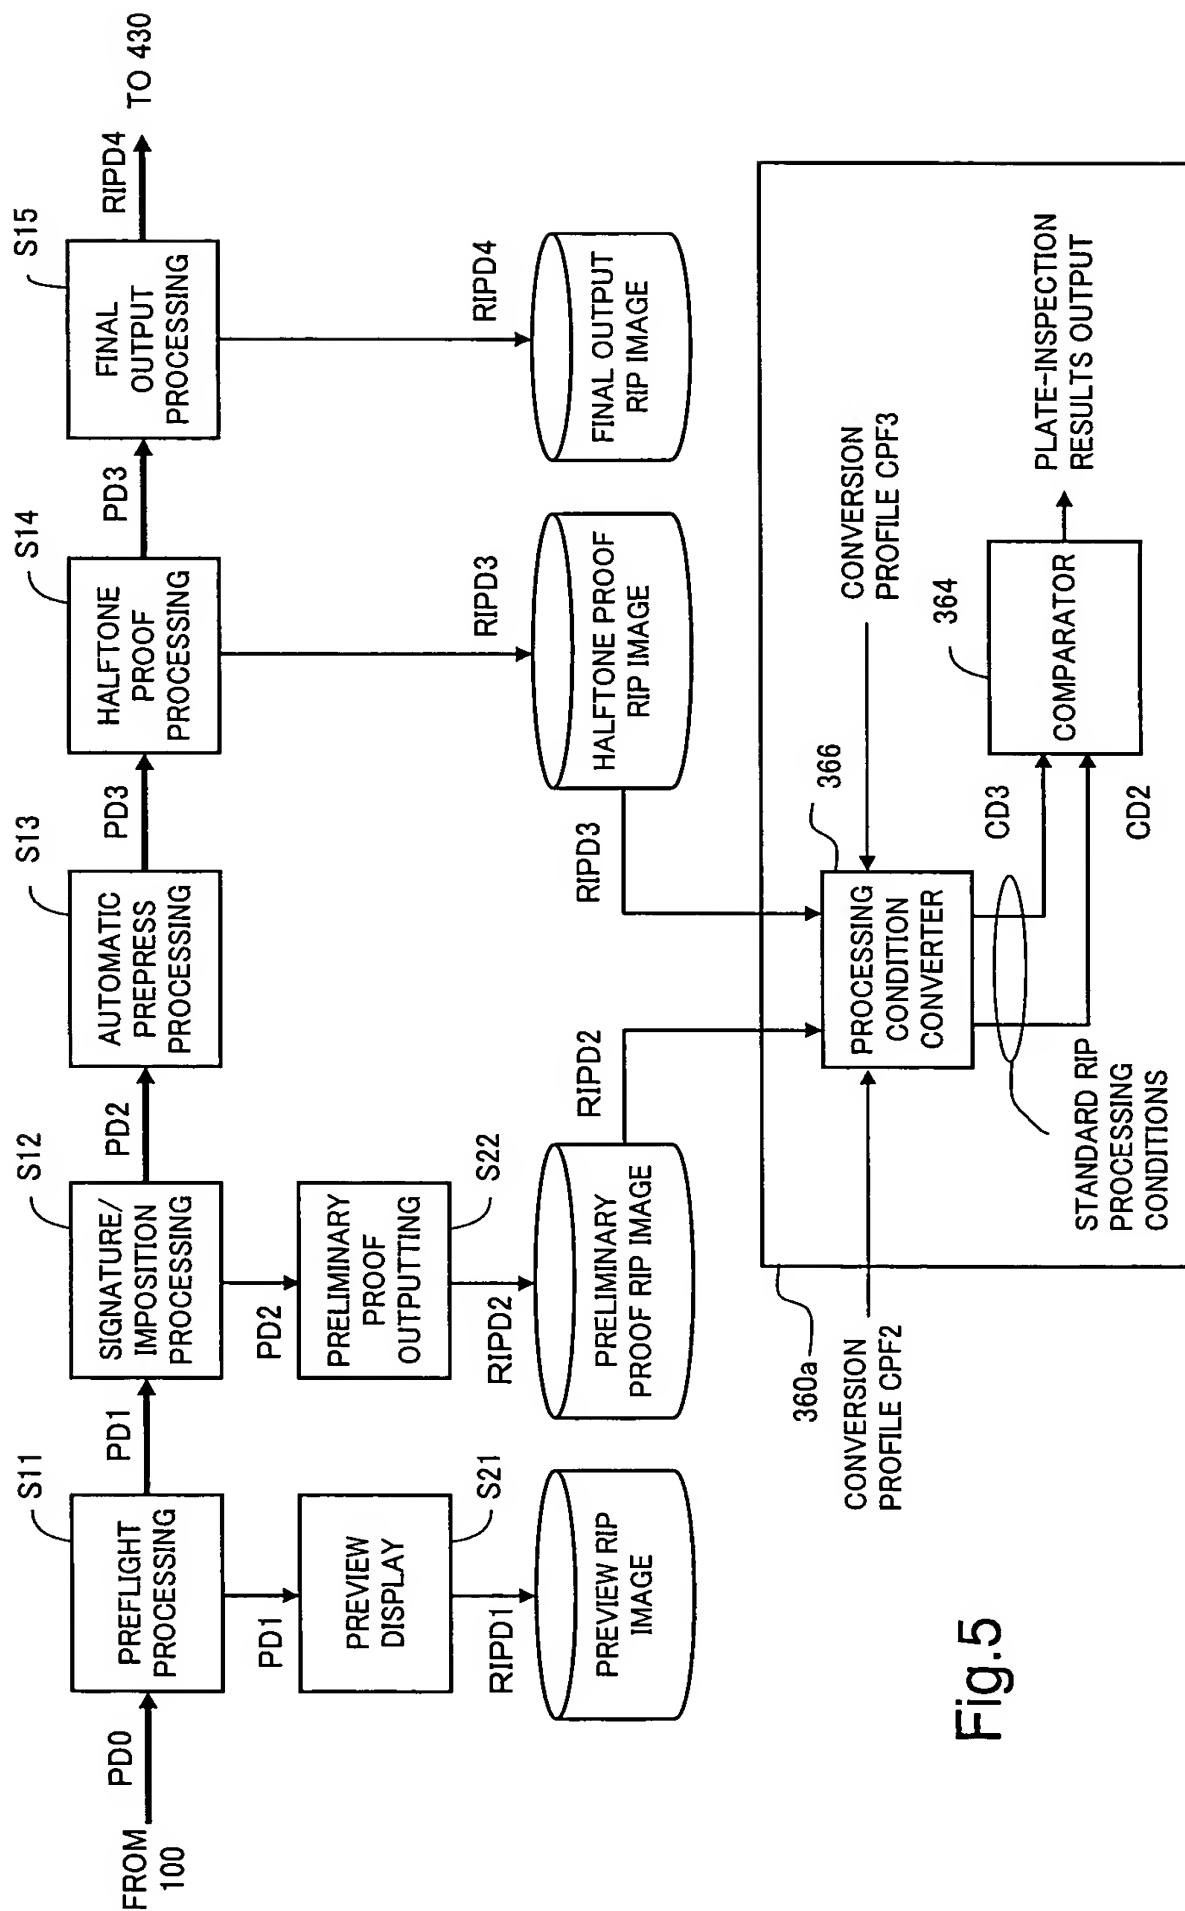 FROM
100
PD0
S11
PREFLIGHT
PROCESSING
PD1
S12
SIGNATURE/
IMPOSITION
PROCESSING
PD2
S13
AUTOMATIC
PREPRESS
PROCESSING
PD3
S14
HALFTONE
PROOF
PROCESSING
PD3
S15
FINAL
OUTPUT
PROCESSING
RIPD4
TO 430
PD1
S21
PREVIEW
DISPLAY
RIPD1
PREVIEW RIP
IMAGE
PD2
S22
PRELIMINARY
PROOF
OUTPUTTING
RIPD2
PRELIMINARY
PROOF RIP IMAGE
RIPD3
HALFTONE PROOF
RIP IMAGE
RIPD4
FINAL OUTPUT
RIP IMAGE
RIPD2
RIPD3
360a
CONVERSION
PROFILE CPF2
366
PROCESSING
CONDITION
CONVERTER
CONVERSION
PROFILE CPF3
STANDARD RIP
PROCESSING
CONDITIONS
CD3
CD2
364
COMPARATOR
PLATE-INSPECTION
RESULTS OUTPUT
Fig.5